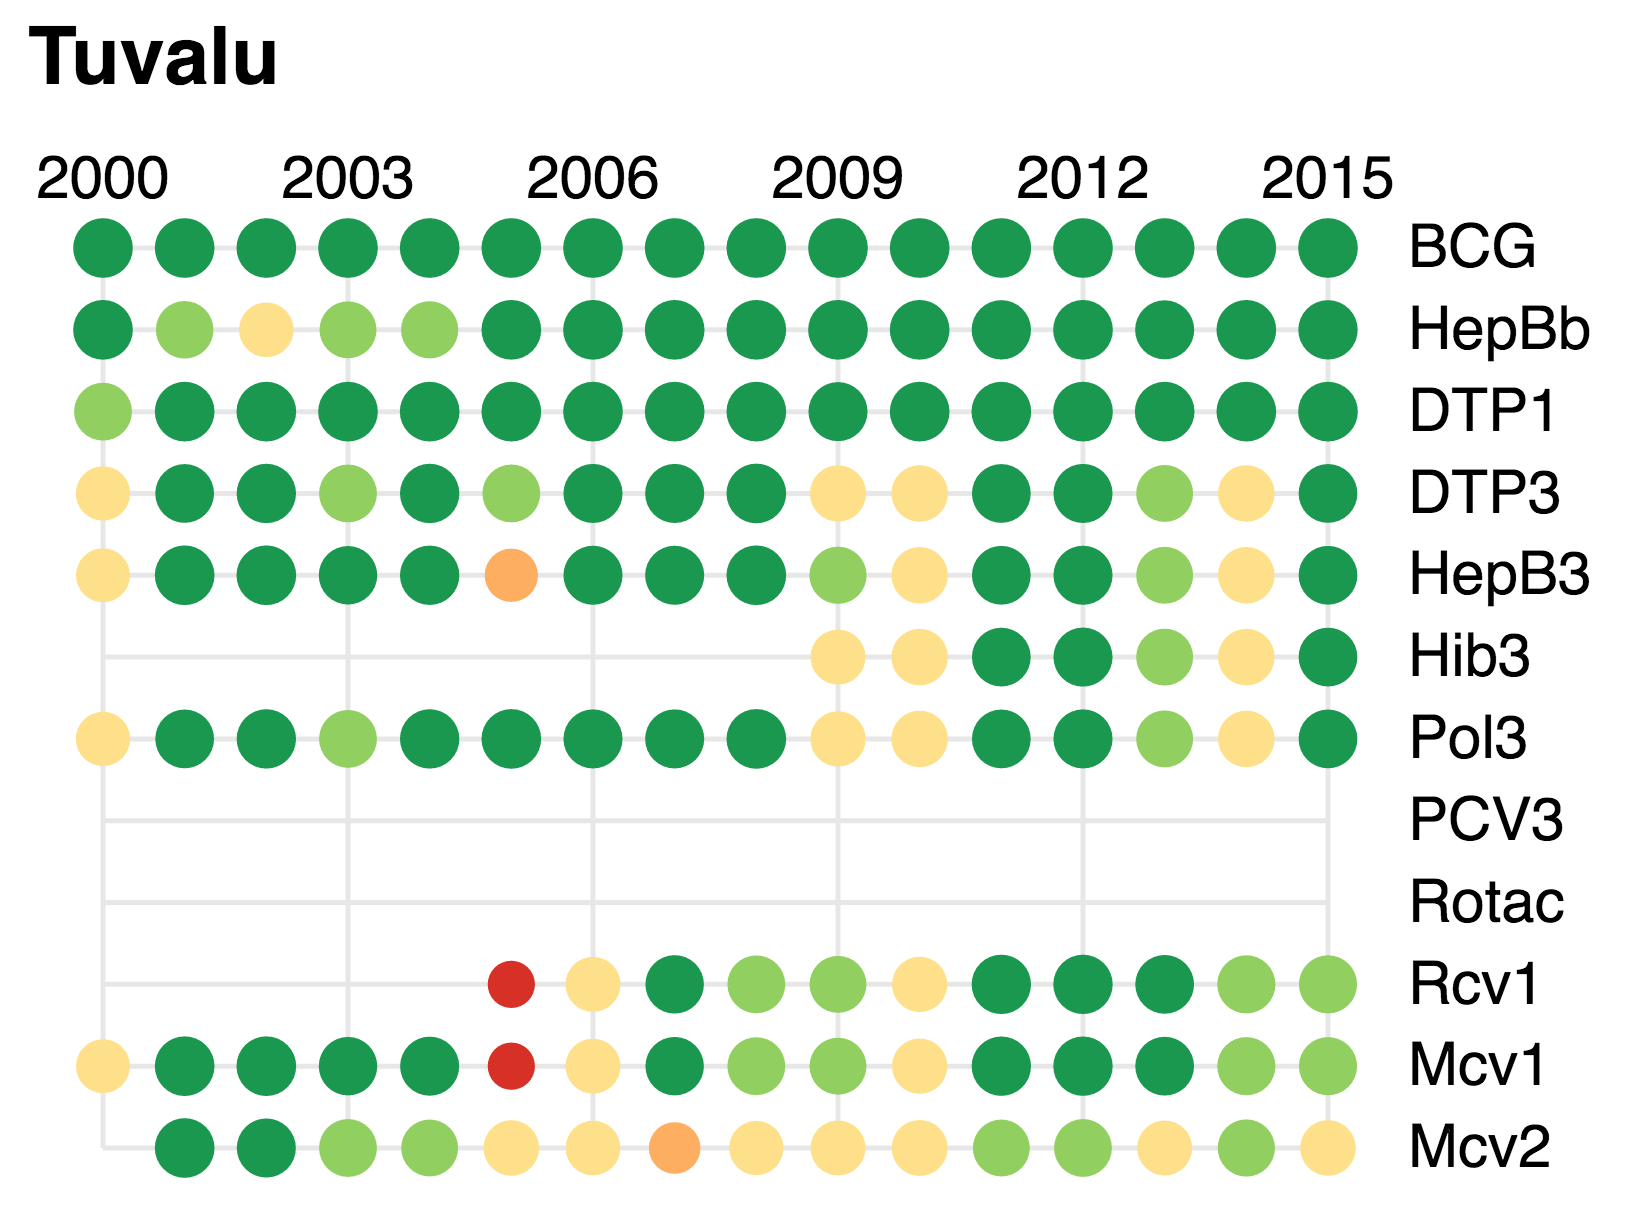 Tuvalu
2000 2003 2006 2009 2012 2015
BCG
HepBb
DTP1
DTP3
HepB3
Hib3
Pol3
PCV3
Rotac
Rcv1
Mcv1
Mcv2